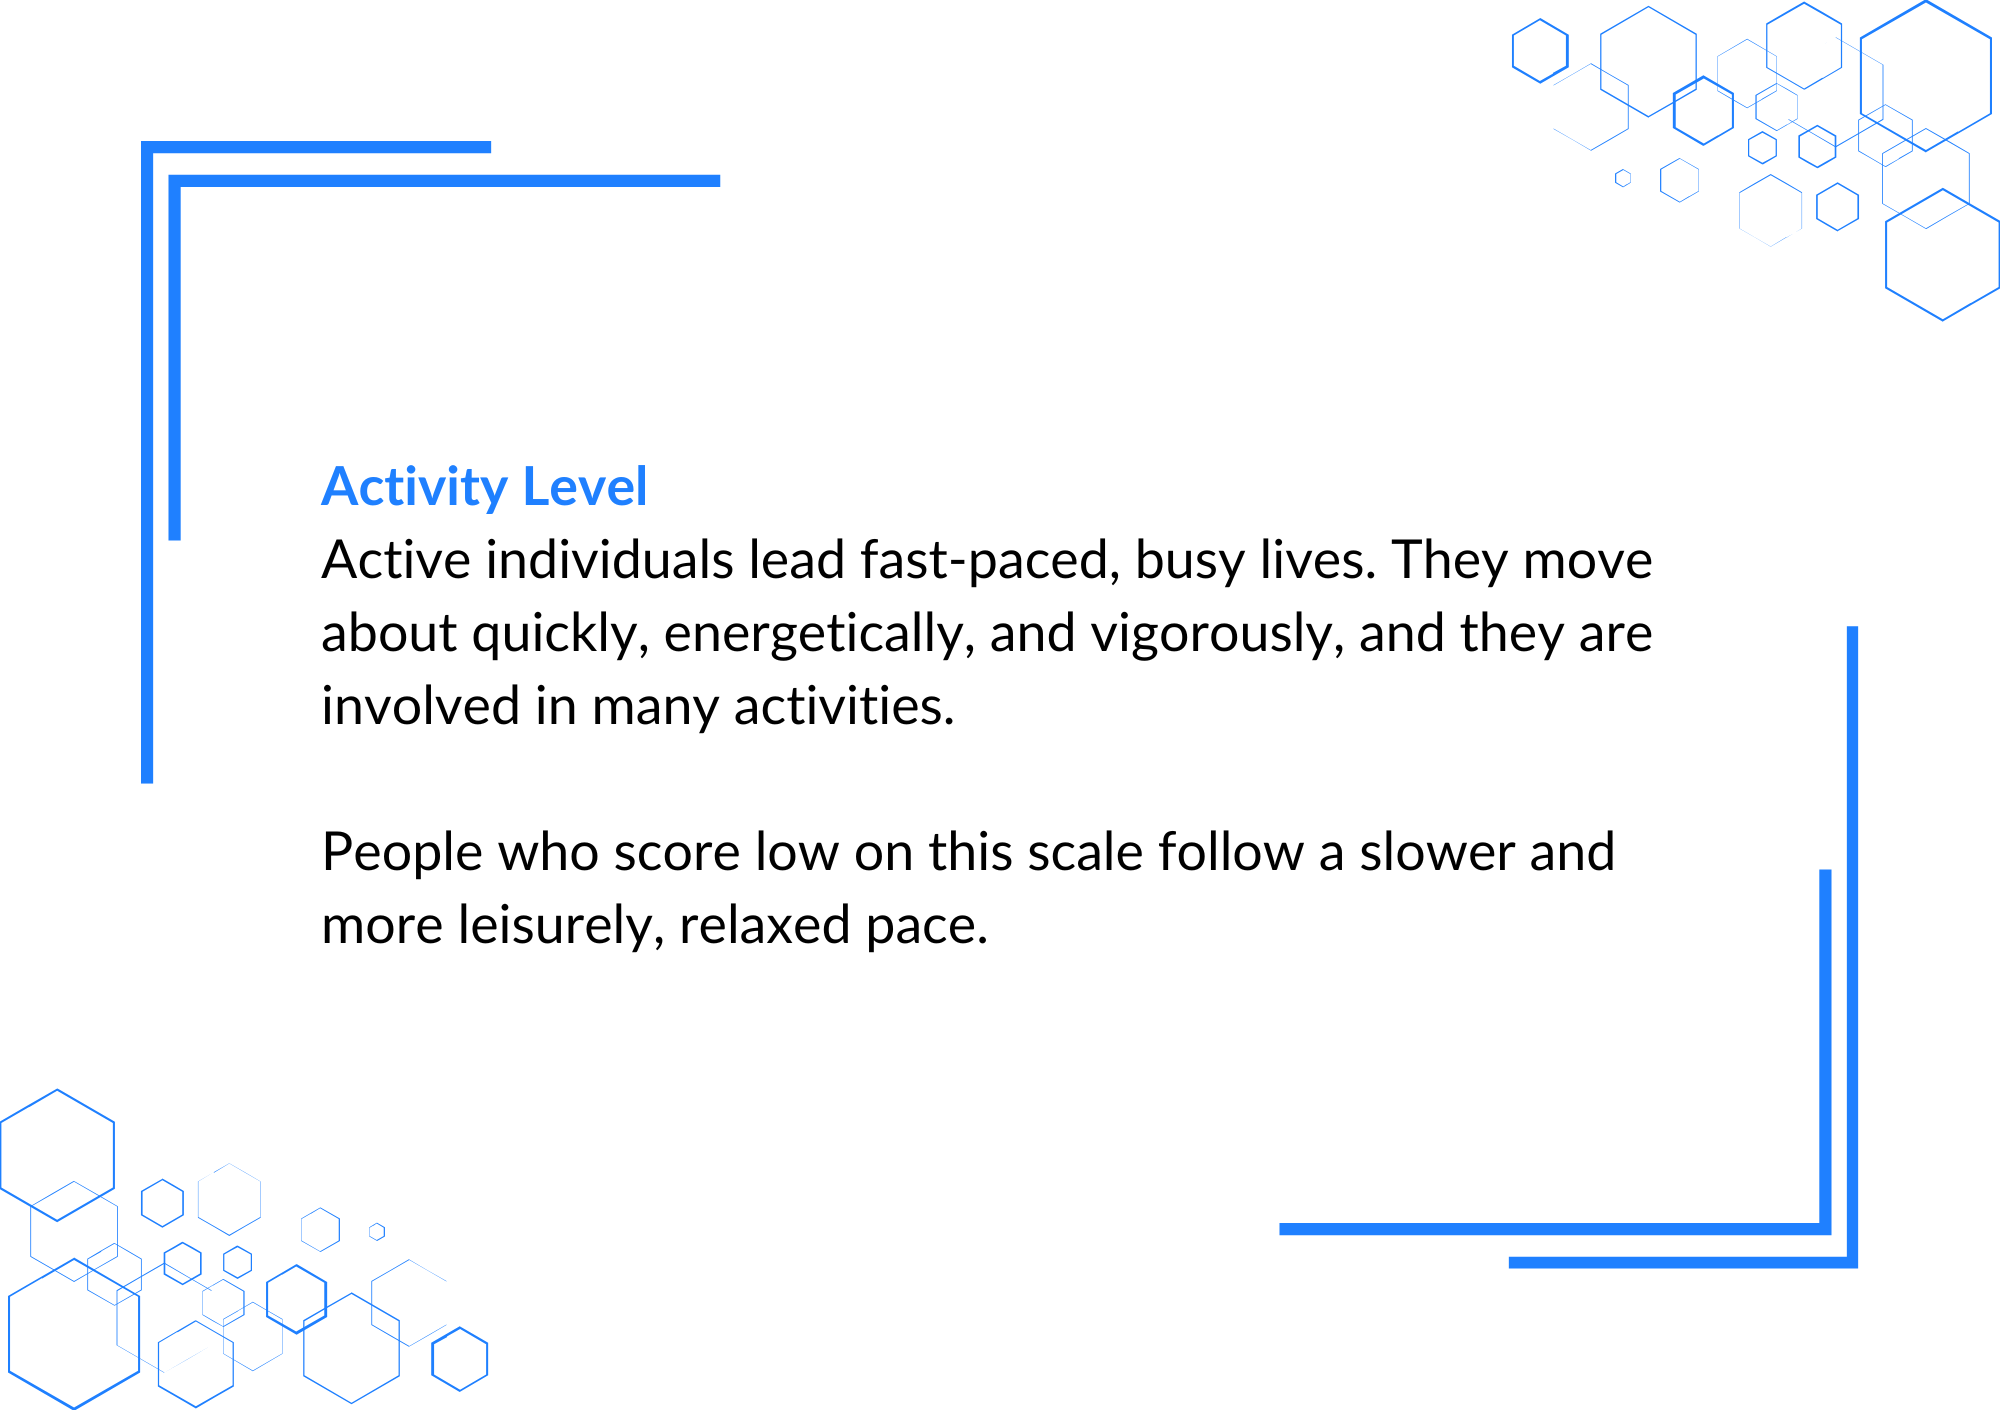 Activity Level
Active individuals lead fast-paced, busy lives. They move
about quickly, energetically, and vigorously, and they are
involved in many activities.
People who score low on this scale follow a slower and
more leisurely, relaxed pace.